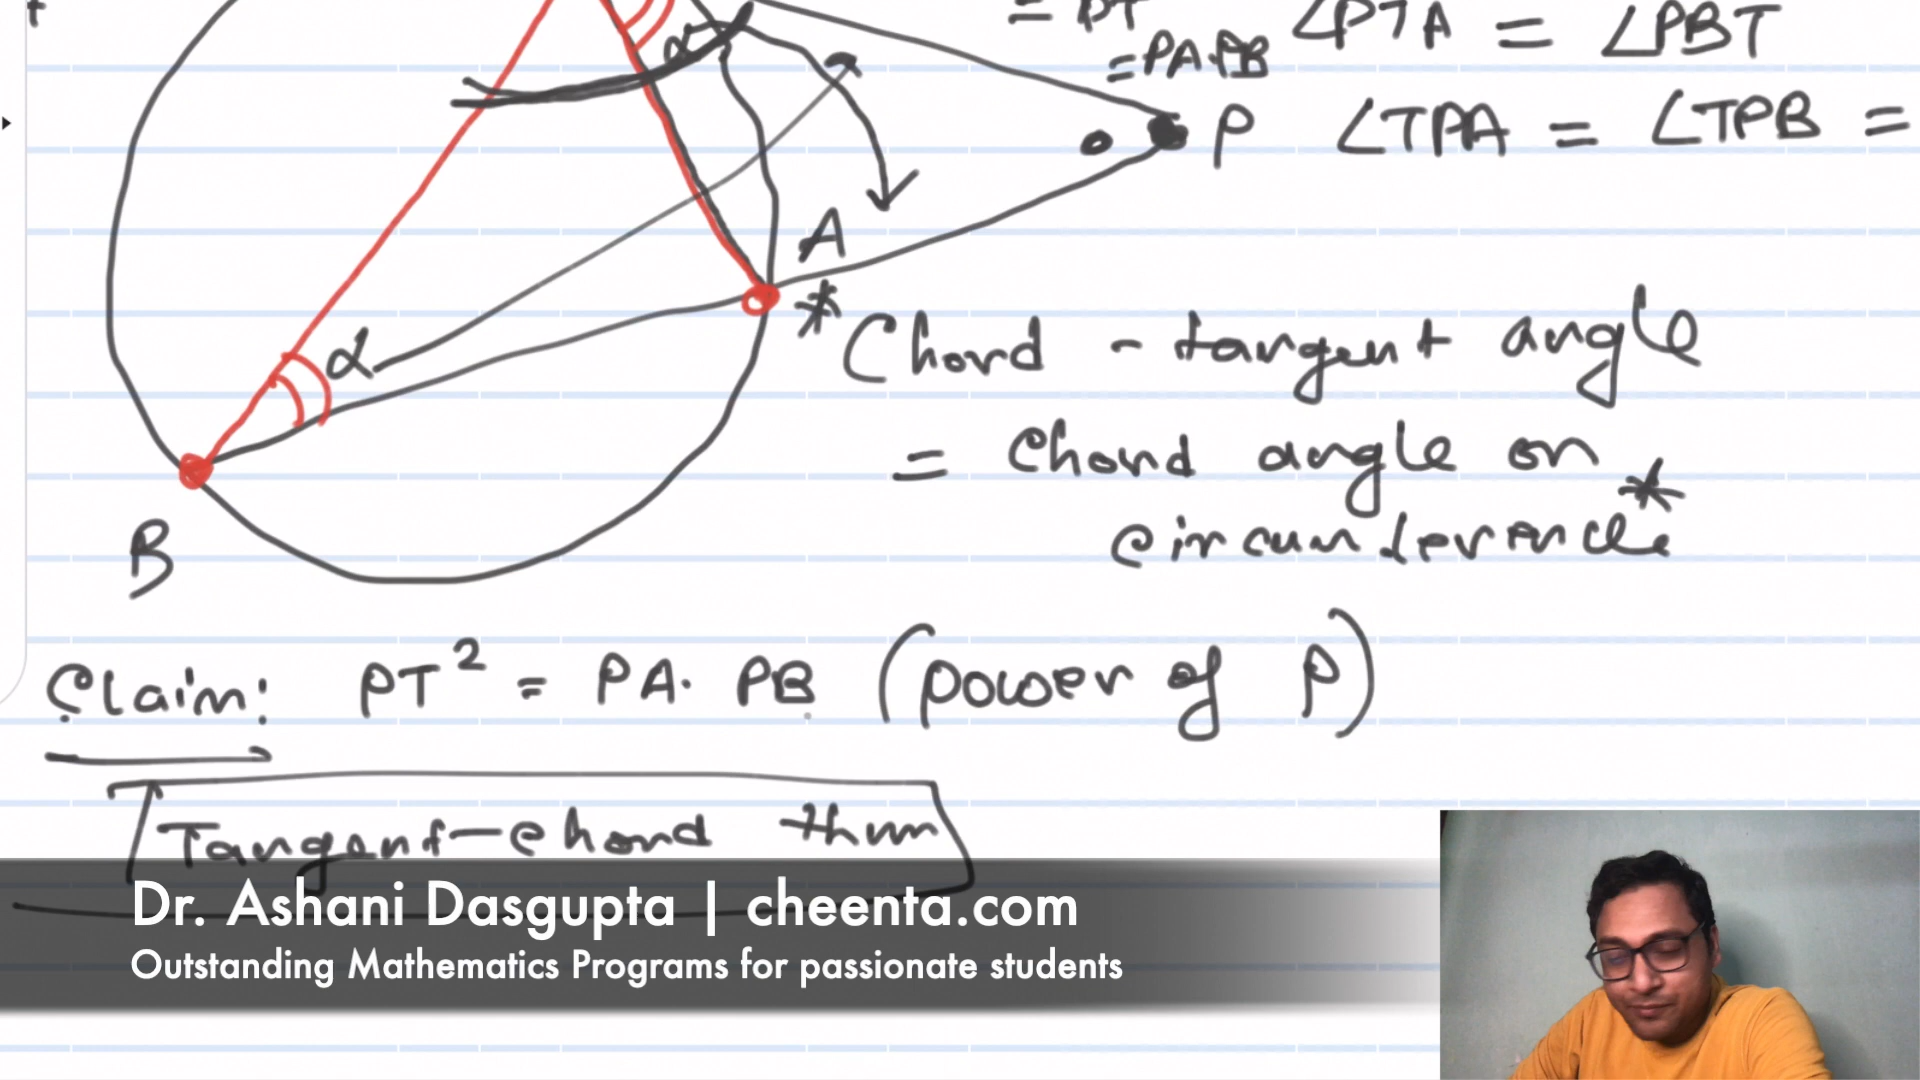 = PT
∠PTA = ∠PBT
= PA·PB
α
P
∠TPA = ∠TPB =
A
* Chord - tangent angle
α
= chord angle on
circumference *
B
Claim: PT² = PA. PB (power of P)
Tangent-chord thm
Dr. Ashani Dasgupta | cheenta.com
Outstanding Mathematics Programs for passionate students